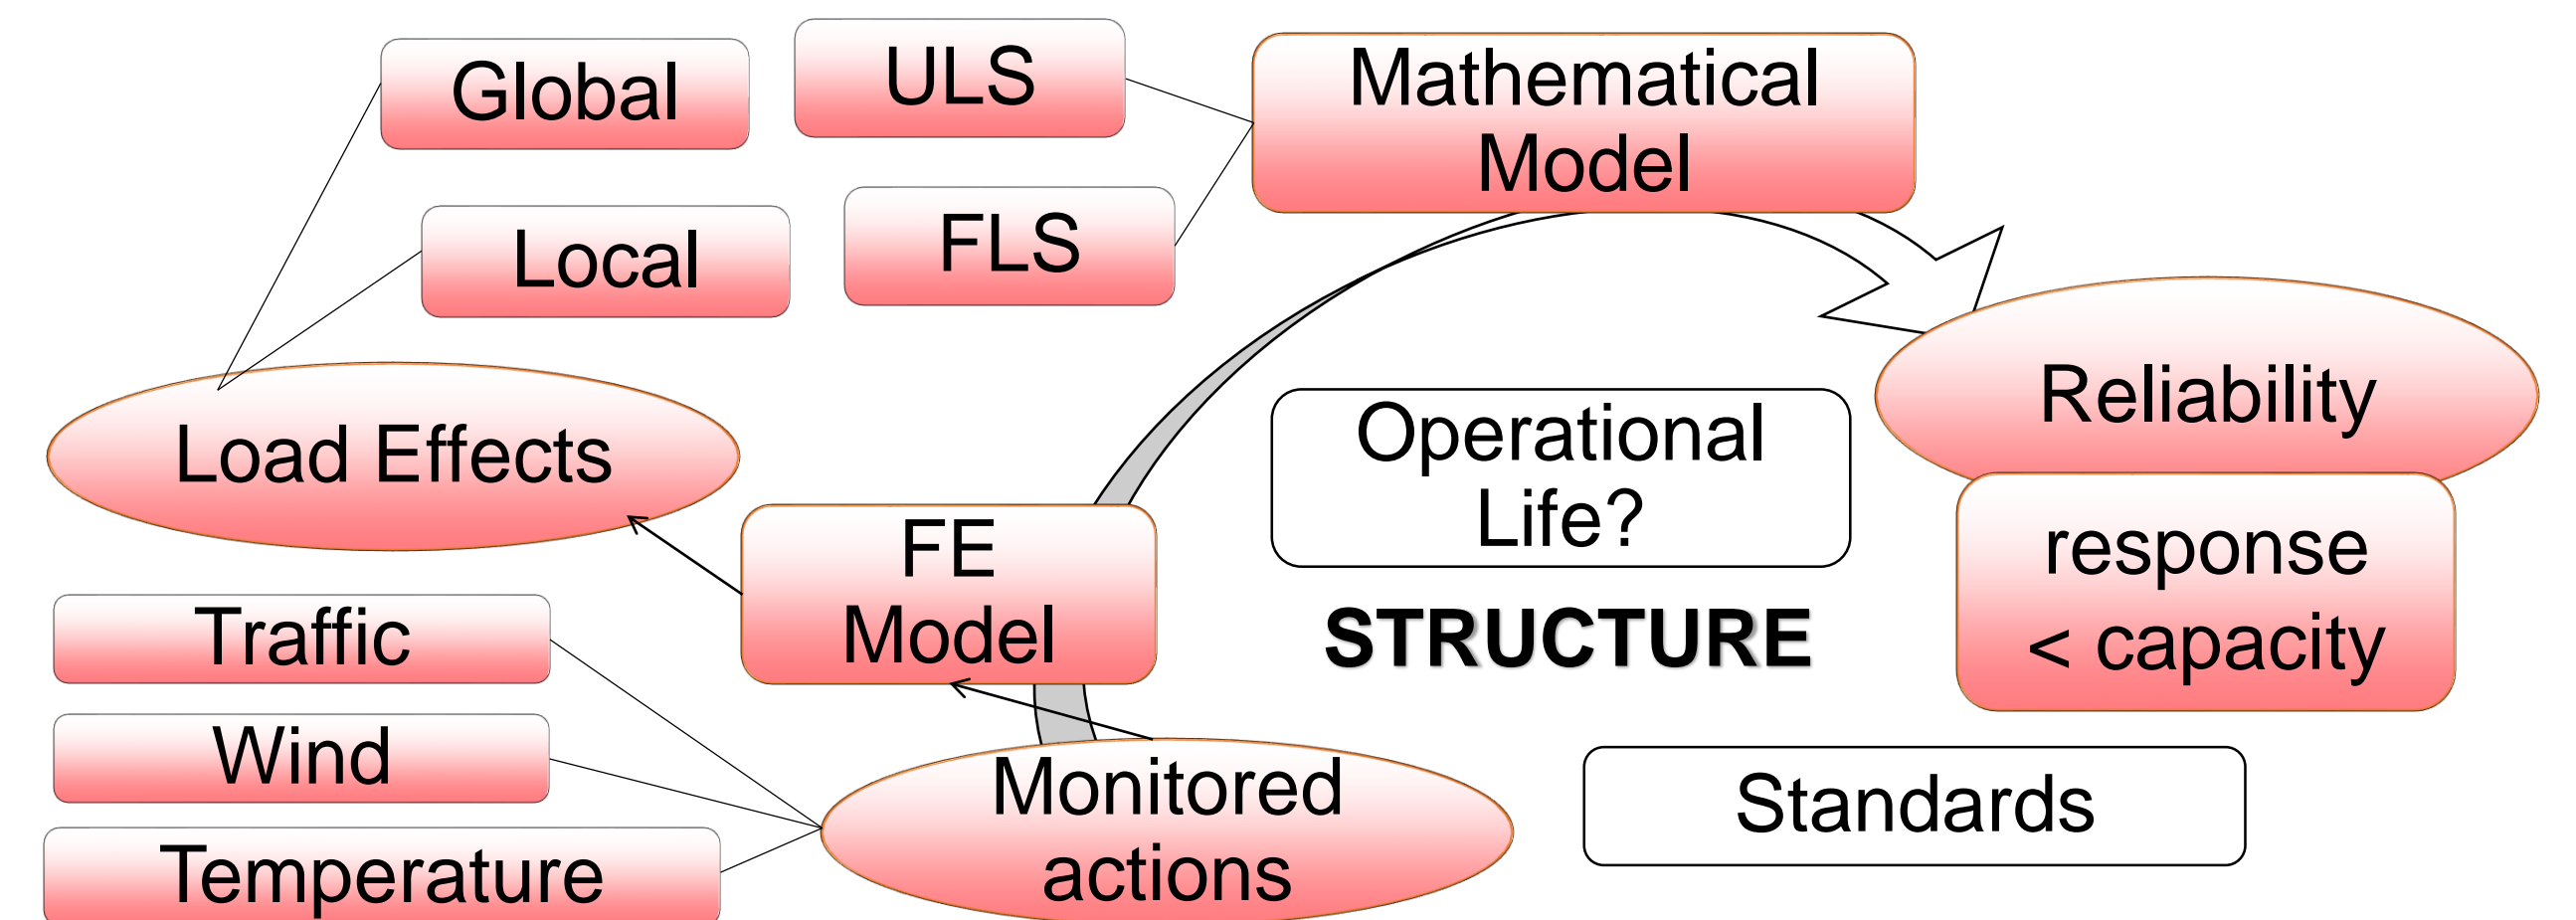 Global
ULS
Mathematical
Model
Local
FLS
Load Effects
Operational
Life?
Reliability
FE
Model
response
< capacity
STRUCTURE
Traffic
Wind
Temperature
Monitored
actions
Standards